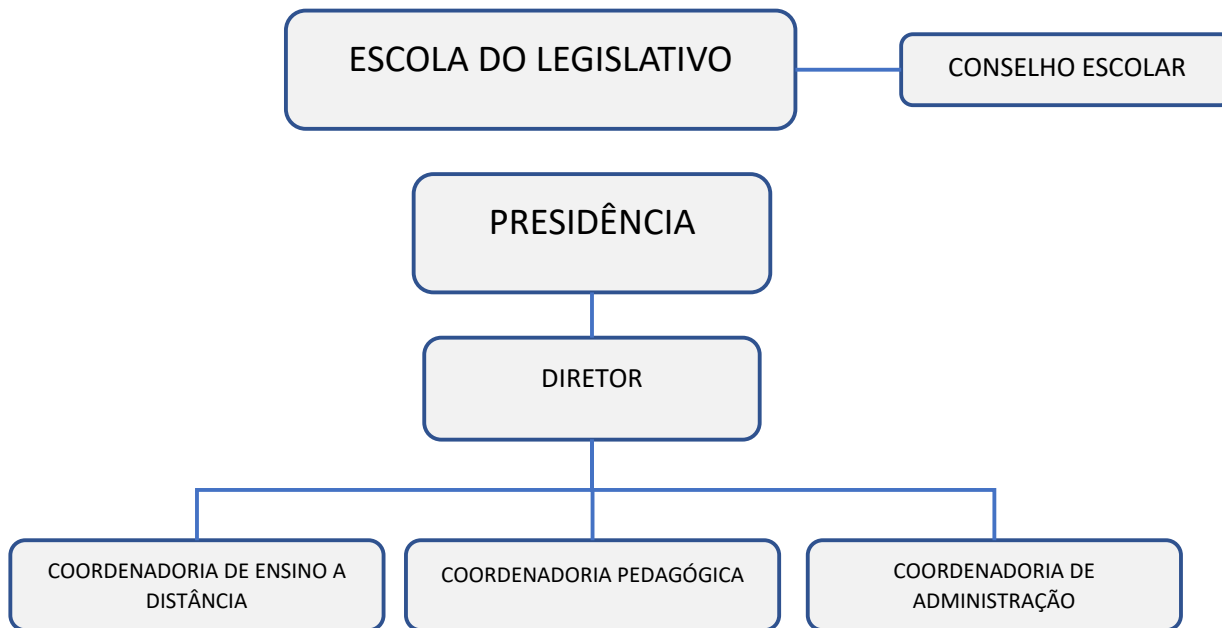 ESCOLA DO LEGISLATIVO
CONSELHO ESCOLAR
PRESIDÊNCIA
DIRETOR
COORDENADORIA DE ENSINO A
DISTÂNCIA
COORDENADORIA PEDAGÓGICA
COORDENADORIA DE
ADMINISTRAÇÃO